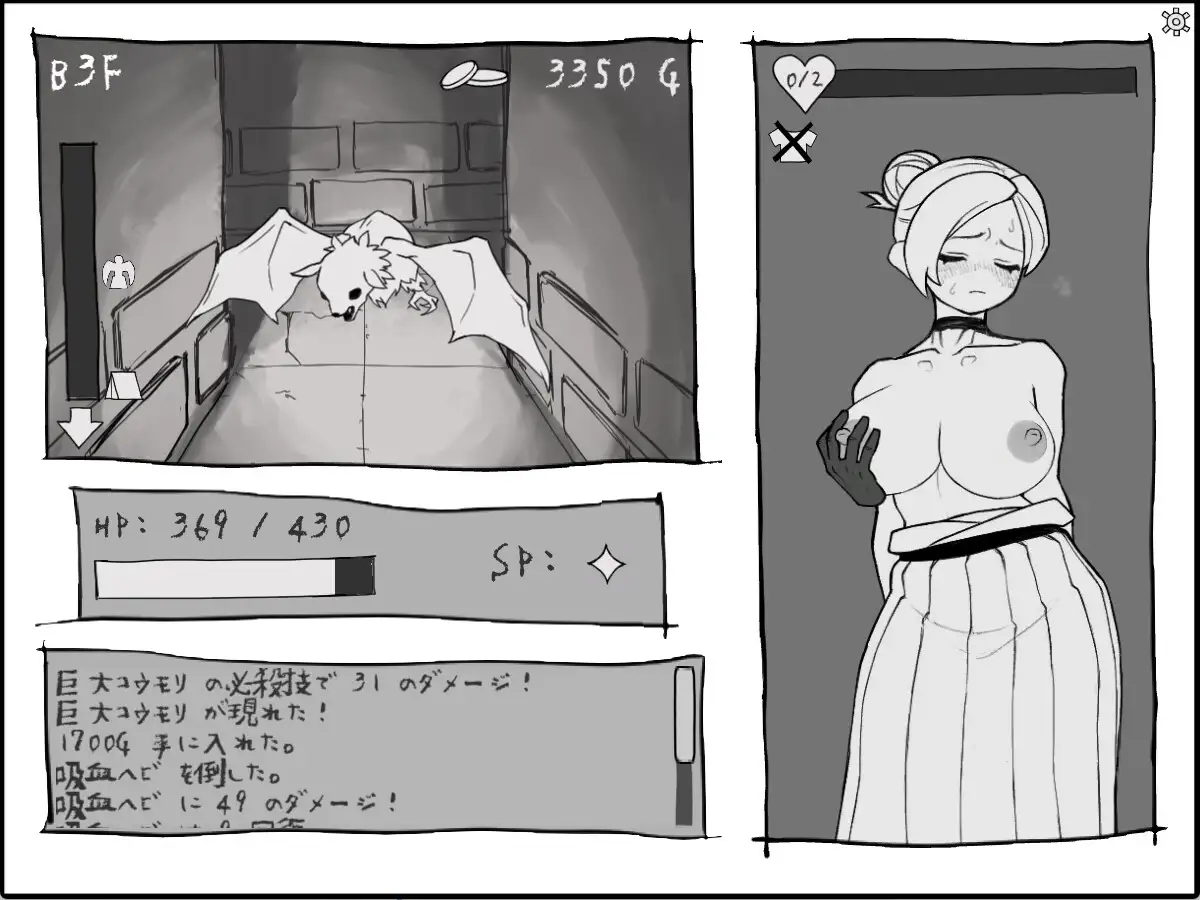 B3F
3350 G
0/2
HP: 369 / 430
SP:
巨大コウモリ の必殺技で 31 のダメージ!
巨大コウモリ が現れた!
1700G 手に入れた。
吸血ヘビ を倒した。
吸血ヘビ に 49 のダメージ!